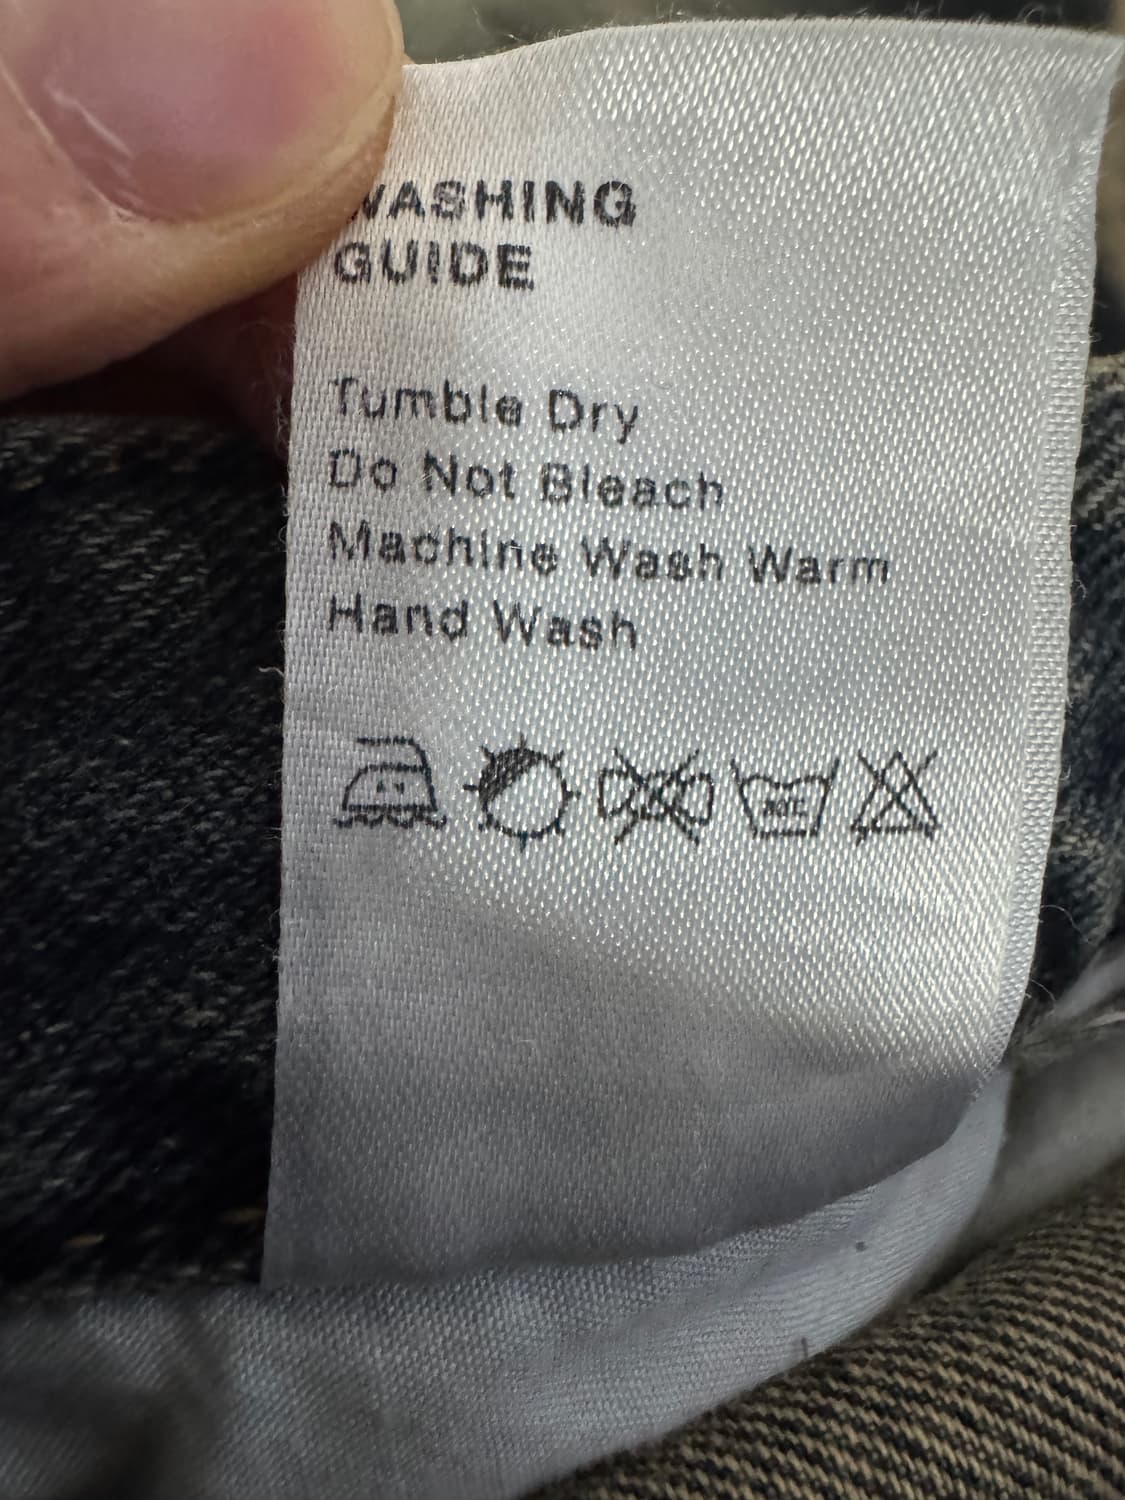 WASHING
GUIDE
Tumble Dry
Do Not Bleach
Machine Wash Warm
Hand Wash